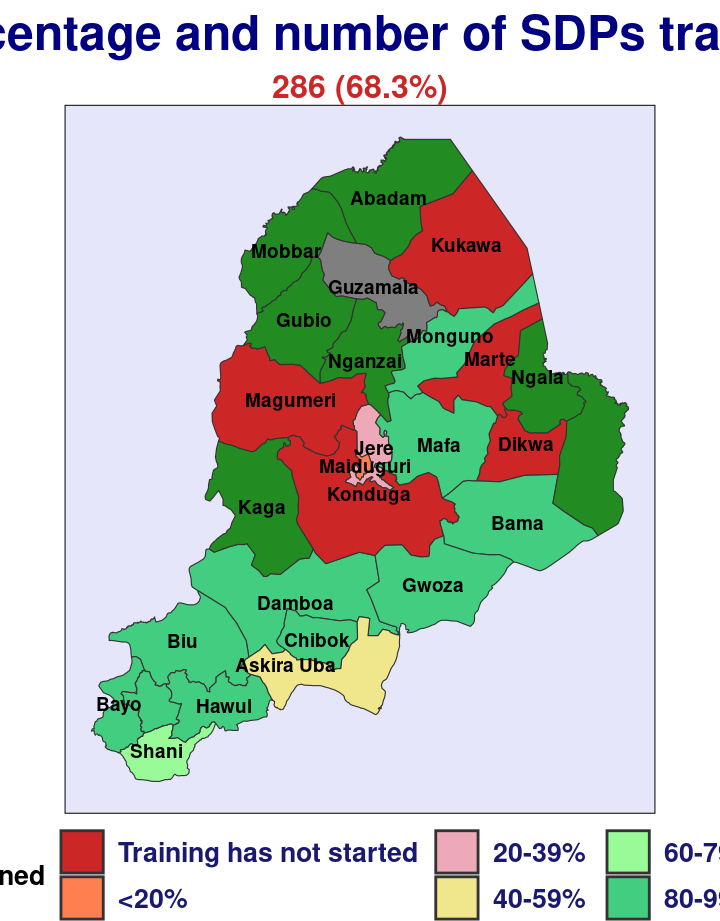 centage and number of SDPs tra
286 (68.3%)
Abadam
Kukawa
Mobbar
Guzamala
Gubio
Monguno
Nganzai
Marte
Ngala
Magumeri
Jere
Mafa
Dikwa
Maiduguri
Konduga
Kaga
Bama
Gwoza
Damboa
Biu
Chibok
Askira Uba
Bayo
Hawul
Shani
ned
Training has not started
20-39%
60-79
<20%
40-59%
80-99